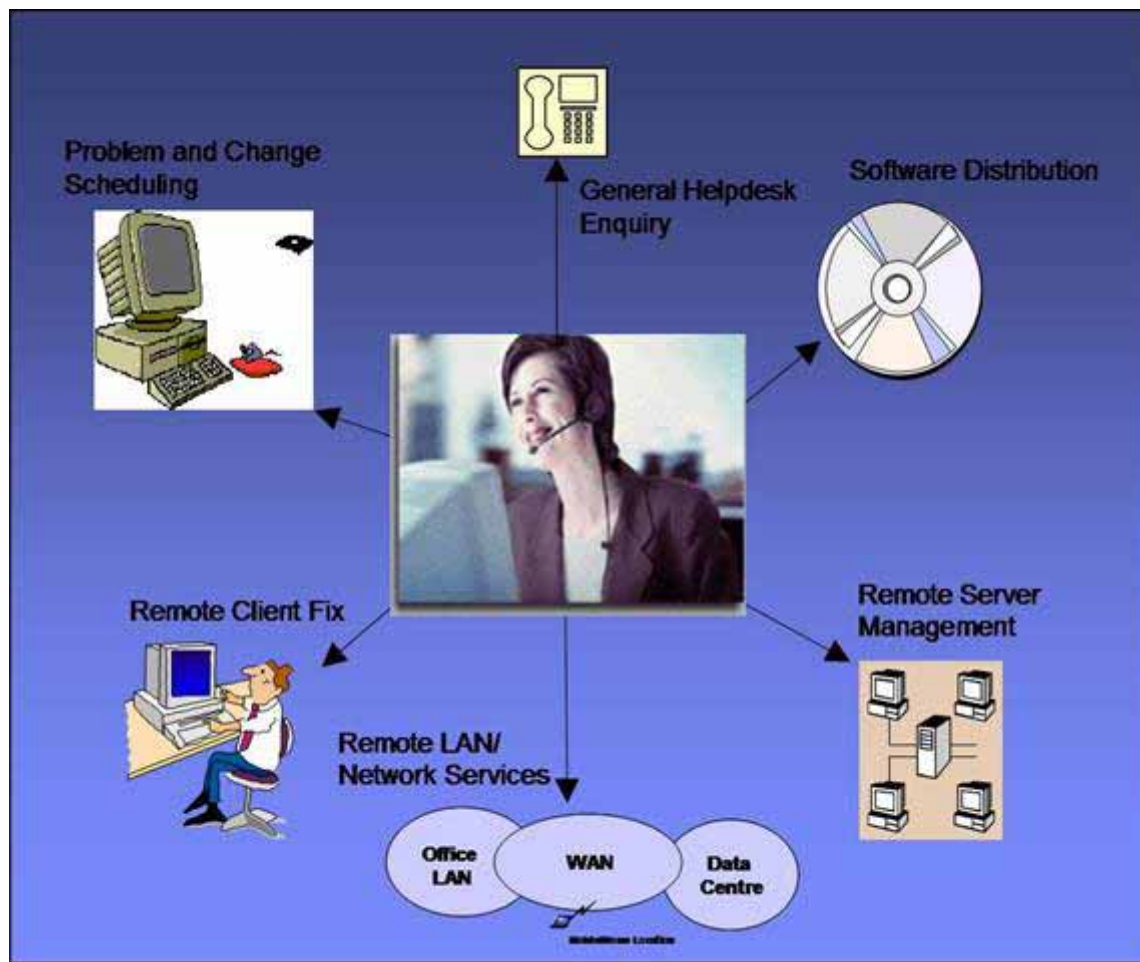 Problem and Change
Scheduling
General Helpdesk
Enquiry
Software Distribution
Remote Client Fix
Remote Server
Management
Remote LAN/
Network Services
Office
LAN
WAN
Data
Centre
Location